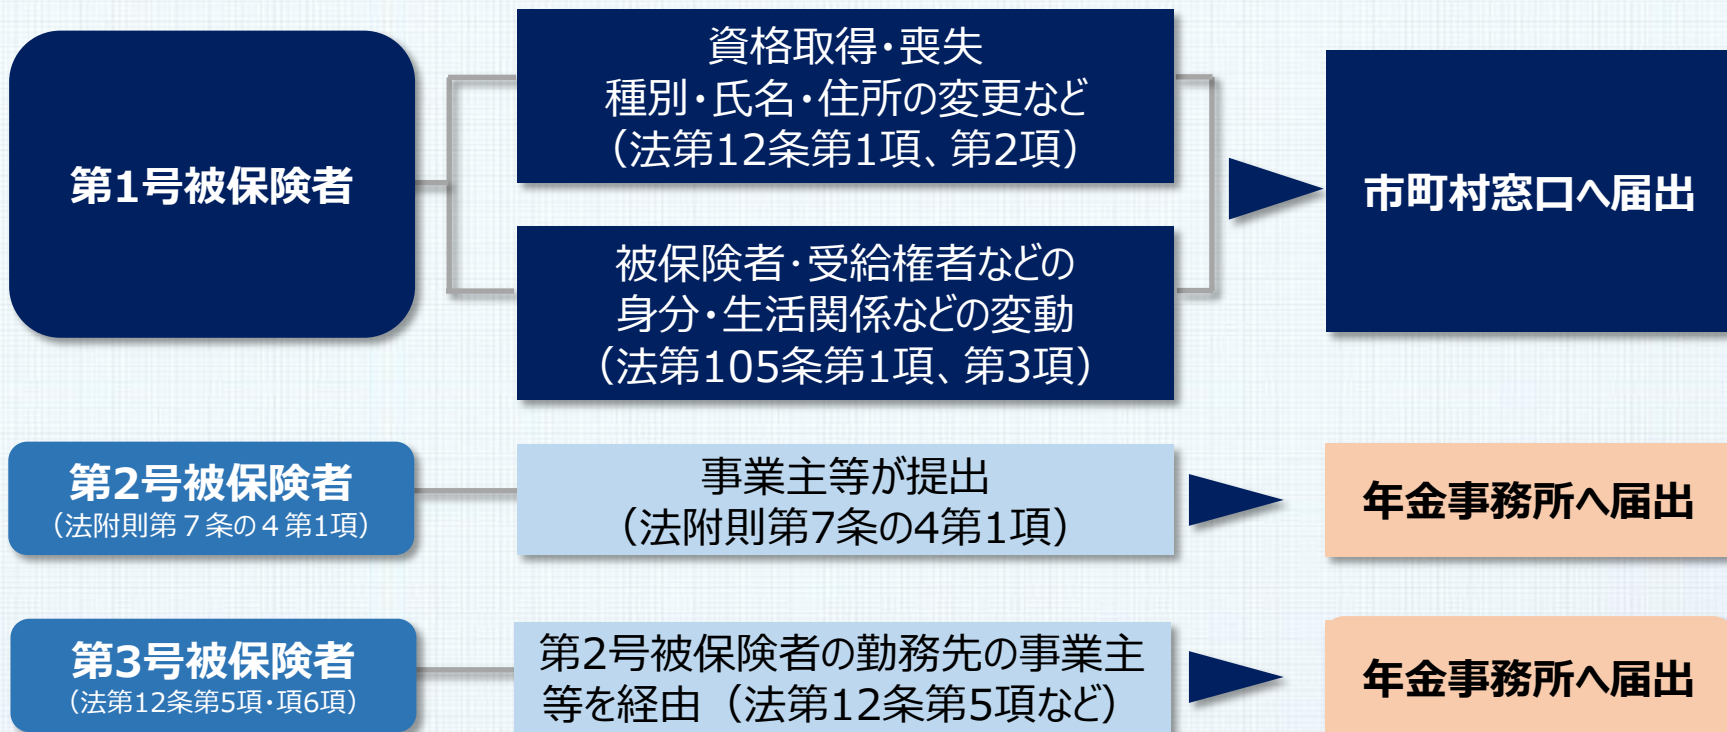 第1号被保険者
資格取得・喪失
種別・氏名・住所の変更など
（法第12条第1項、第2項）
被保険者・受給権者などの
身分・生活関係などの変動
（法第105条第1項、第3項）
市町村窓口へ届出
第2号被保険者
（法附則第７条の４第1項）
事業主等が提出
（法附則第7条の4第1項）
年金事務所へ届出
第3号被保険者
（法第12条第5項・項6項）
第2号被保険者の勤務先の事業主
等を経由（法第12条第5項など）
年金事務所へ届出